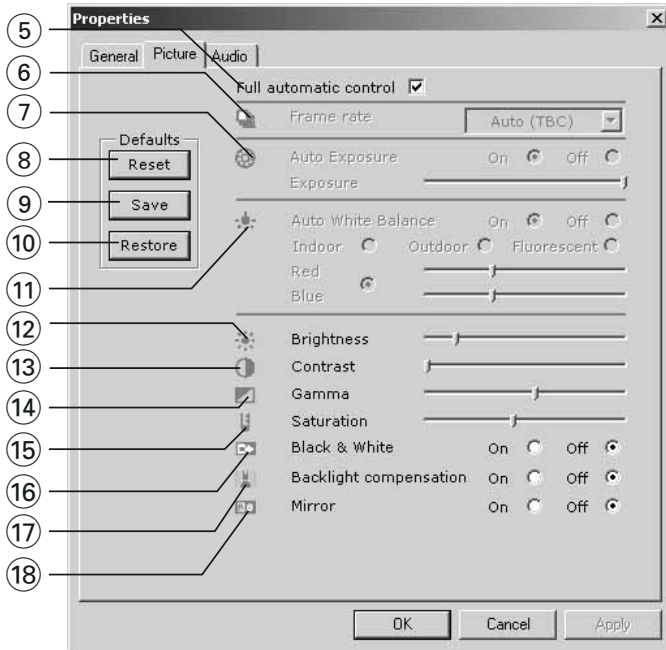 Properties
General Picture Audio
5 Full automatic control
6 Frame rate Auto (TBC)
7 Auto Exposure On Off
Exposure
Defaults
8 Reset
9 Save
10 Restore
11 Auto White Balance On Off
Indoor Outdoor Fluorescent
Red
Blue
12 Brightness
13 Contrast
14 Gamma
15 Saturation
16 Black & White On Off
17 Backlight compensation On Off
18 Mirror On Off
OK Cancel Apply